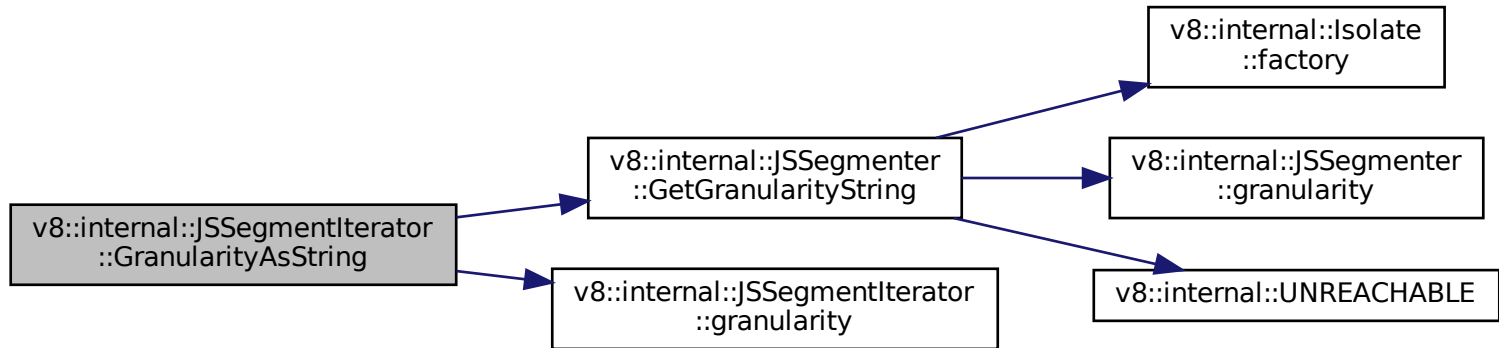 v8::internal::JSSegmentIterator
::GranularityAsString
v8::internal::JSSegmenter
::GetGranularityString
v8::internal::JSSegmentIterator
::granularity
v8::internal::Isolate
::factory
v8::internal::JSSegmenter
::granularity
v8::internal::UNREACHABLE